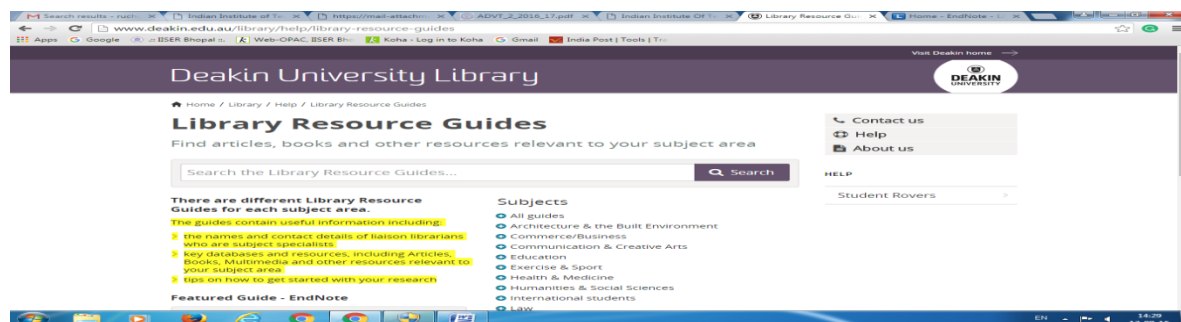 Search results - ruch
Indian Institute of Te
https://mail-attachm
ADVT_2_2016_17.pdf
Indian Institute Of T
Library Resource Gui
Home - EndNote - Li
www.deakin.edu.au/library/help/library-resource-guides
Apps Google IISER Bhopal :: Web-OPAC, IISER Bh Koha › Log in to Koha Gmail India Post | Tools | Tr
Visit Deakin home
Deakin University Library
DEAKIN
UNIVERSITY
Home / Library / Help / Library Resource Guides
Library Resource Guides
Find articles, books and other resources relevant to your subject area
Search the Library Resource Guides... Search
Contact us
Help
About us
HELP
Student Rovers >
There are different Library Resource
Guides for each subject area.
The guides contain useful information including:
> the names and contact details of liaison librarians
who are subject specialists
> key databases and resources, including Articles,
Books, Multimedia and other resources relevant to
your subject area
> tips on how to get started with your research
Featured Guide - EndNote
Subjects
All guides
Architecture & the Built Environment
Commerce/Business
Communication & Creative Arts
Education
Exercise & Sport
Health & Medicine
Humanities & Social Sciences
International students
Law
EN 14:29